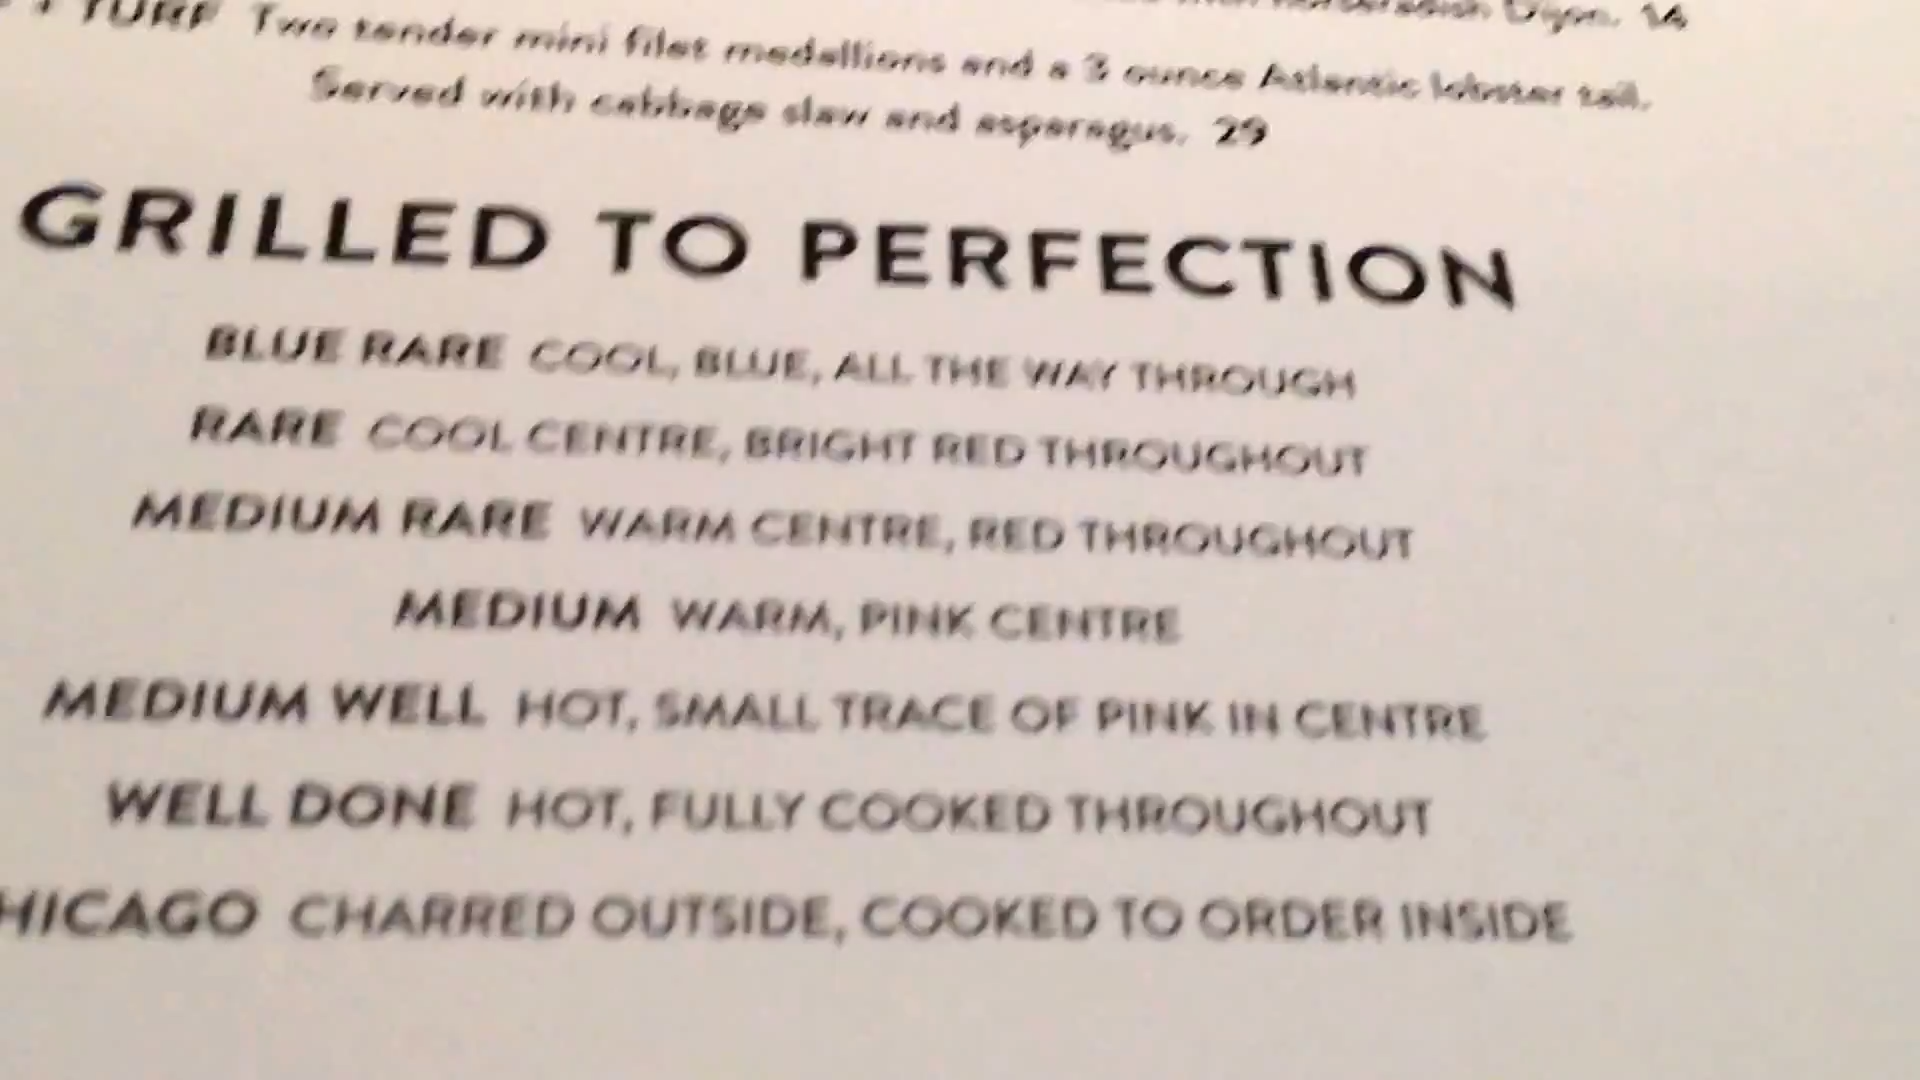 Dijon. 14
+ TURF Two tender mini filet medallions and a 3 ounce Atlantic lobster tail.
Served with cabbage slaw and asparagus. 29
GRILLED TO PERFECTION
BLUE RARE COOL, BLUE, ALL THE WAY THROUGH
RARE COOL CENTRE, BRIGHT RED THROUGHOUT
MEDIUM RARE WARM CENTRE, RED THROUGHOUT
MEDIUM WARM, PINK CENTRE
MEDIUM WELL HOT, SMALL TRACE OF PINK IN CENTRE
WELL DONE HOT, FULLY COOKED THROUGHOUT
HICAGO CHARRED OUTSIDE, COOKED TO ORDER INSIDE